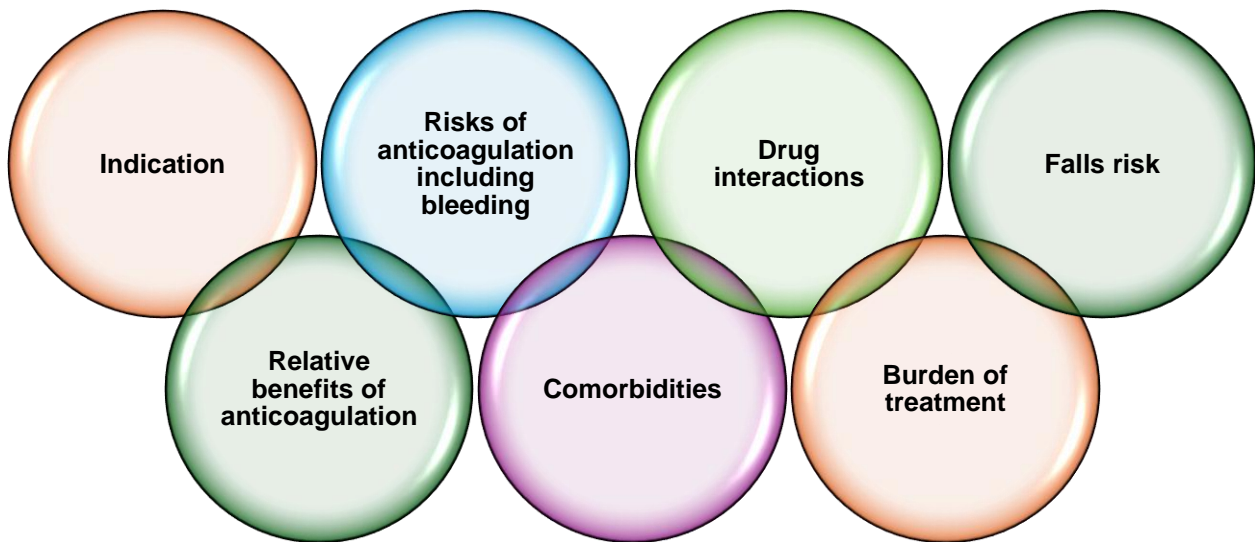 Indication
Risks of
anticoagulation
including
bleeding
Drug
interactions
Falls risk
Relative
benefits of
anticoagulation
Comorbidities
Burden of
treatment